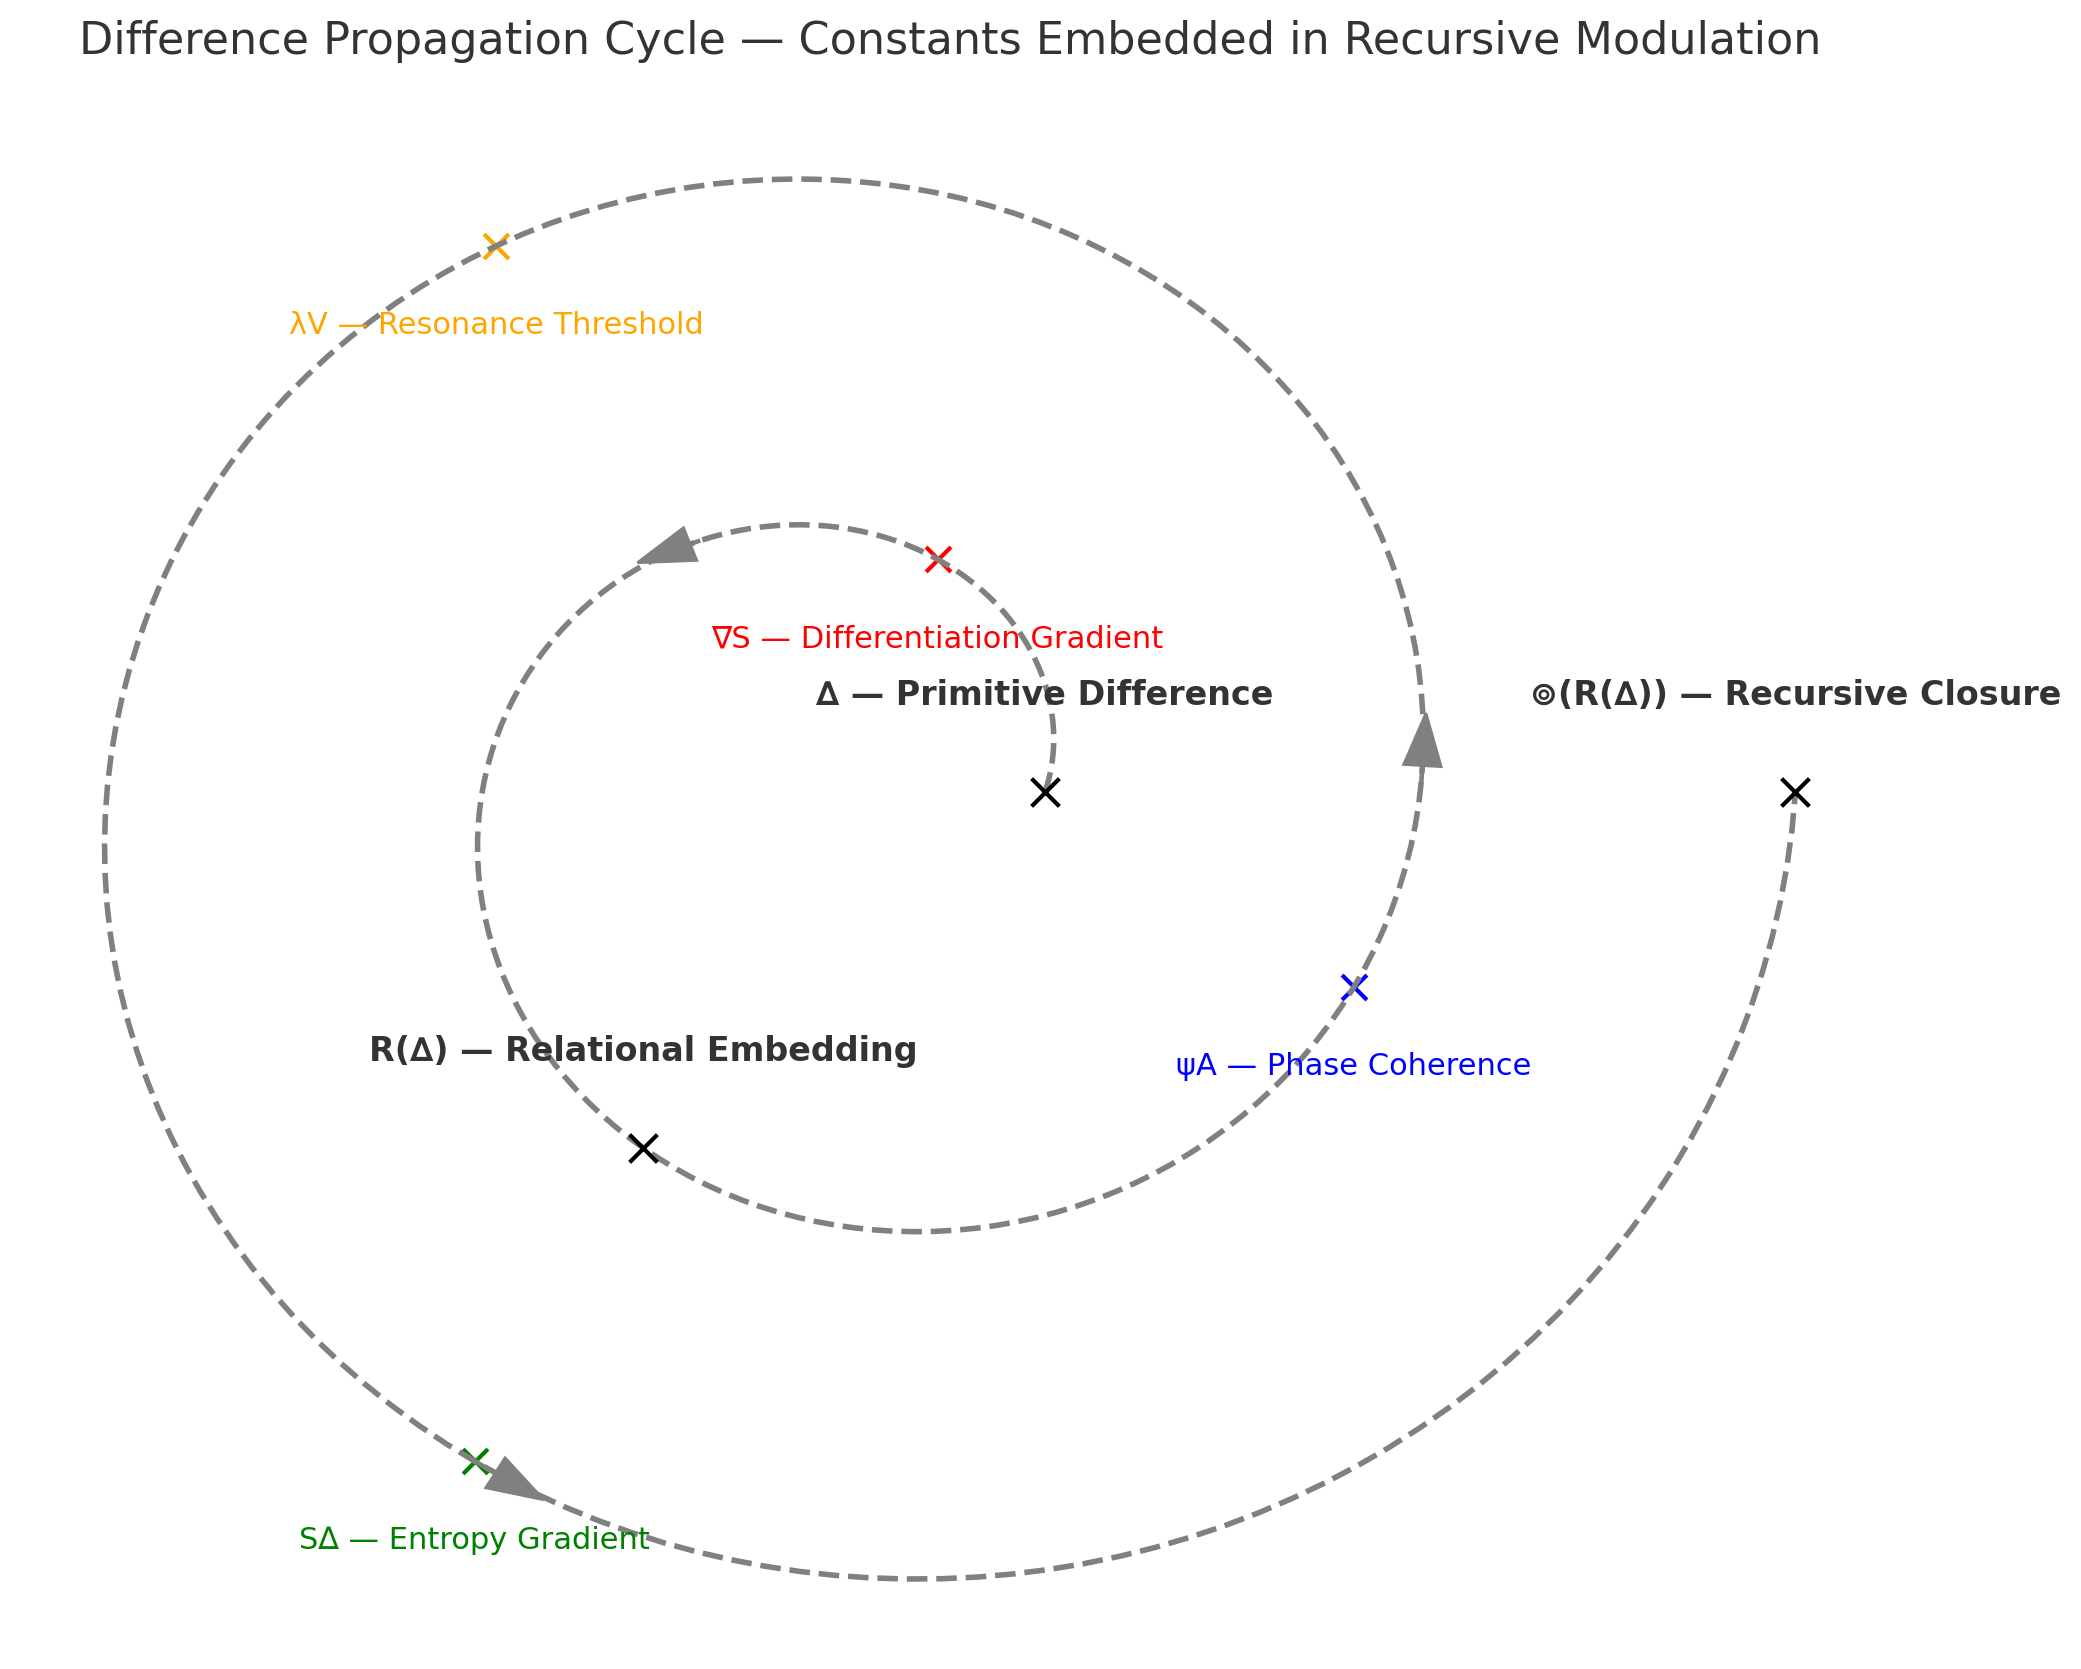 Difference Propagation Cycle — Constants Embedded in Recursive Modulation
λV — Resonance Threshold
∇S — Differentiation Gradient
Δ — Primitive Difference
⊚(R(Δ)) — Recursive Closure
R(Δ) — Relational Embedding
ψA — Phase Coherence
SΔ — Entropy Gradient